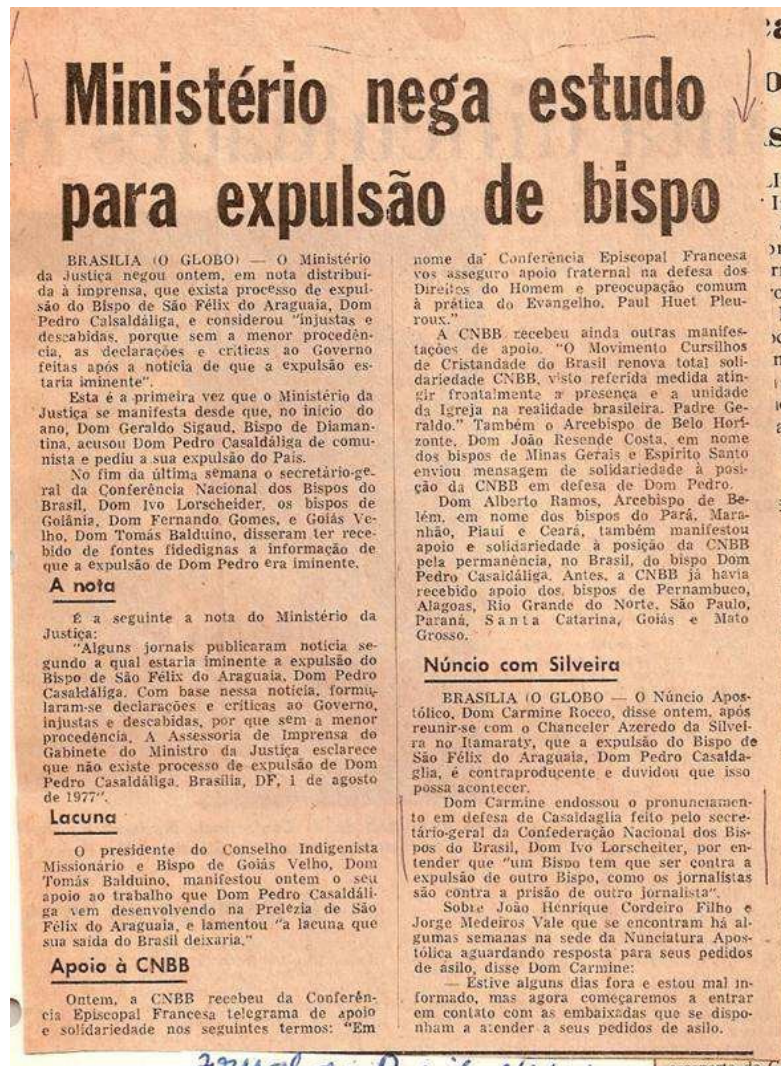 Ministério nega estudo
para expulsão de bispo
BRASILIA (O GLOBO) — O Ministério
da Justiça negou ontem, em nota distribuí-
da à imprensa, que exista processo de expul-
são do Bispo de São Félix do Araguaia, Dom
Pedro Calsaldáliga, e considerou "injustas e
descabidas, porque sem a menor procedên-
cia, as declarações e críticas ao Governo
feitas após a notícia de que a expulsão es-
taria iminente".
Esta é a primeira vez que o Ministério da
Justiça se manifesta desde que, no início do
ano, Dom Geraldo Sigaud, Bispo de Diaman-
tina, acusou Dom Pedro Casaldáliga de comu-
nista e pediu a sua expulsão do País.
No fim da última semana o secretário-ge-
ral da Conferência Nacional dos Bispos do
Brasil, Dom Ivo Lorscheider, os bispos de
Goiânia, Dom Fernando Gomes, e Goiás Ve-
lho, Dom Tomás Balduino, disseram ter rece-
bido de fontes fidedignas a informação de
que a expulsão de Dom Pedro era iminente.
A nota
É a seguinte a nota do Ministério da
Justiça:
"Alguns jornais publicaram notícia se-
gundo a qual estaria iminente a expulsão do
Bispo de São Félix do Araguaia, Dom Pedro
Casaldáliga. Com base nessa notícia, formu-
laram-se declarações e críticas ao Governo,
injustas e descabidas, por que sem a menor
procedência. A Assessoria de Imprensa do
Gabinete do Ministro da Justiça esclarece
que não existe processo de expulsão de Dom
Pedro Casaldáliga. Brasília, DF, 1 de agosto
de 1977".
Lacuna
O presidente do Conselho Indigenista
Missionário e Bispo de Goiás Velho, Dom
Tomás Balduino, manifestou ontem o seu
apoio ao trabalho que Dom Pedro Casaldáli-
ga vem desenvolvendo na Prelezia de São
Félix do Araguaia, e lamentou "a lacuna que
sua saída do Brasil deixaria."
Apoio à CNBB
Ontem, a CNBB recebeu da Conferên-
cia Episcopal Francesa telegrama de apoio
e solidariedade nos seguintes termos: "Em
nome da Conferência Episcopal Francesa
vos asseguro apoio fraternal na defesa dos
Direitos do Homem e preocupação comum
à prática do Evangelho. Paul Huet Pleu-
roux."
A CNBB recebeu ainda outras manifes-
tações de apoio. "O Movimento Cursilhos
de Cristandade do Brasil renova total soli-
dariedade CNBB, visto referida medida atin-
gir frontalmente a presença e a unidade
da Igreja na realidade brasileira. Padre Ge-
raldo." Também o Arcebispo de Belo Hori-
zonte, Dom João Resende Costa, em nome
dos bispos de Minas Gerais e Espirito Santo
enviou mensagem de solidariedade à posi-
ção da CNBB em defesa de Dom Pedro.
Dom Alberto Ramos, Arcebispo de Be-
lém, em nome dos bispos do Pará, Mara-
nhão, Piauí e Ceará, também manifestou
apoio e solidariedade à posição da CNBB
pela permanência, no Brasil, do bispo Dom
Pedro Casaldáliga. Antes, a CNBB já havia
recebido apoio dos bispos de Pernambuco,
Alagoas, Rio Grande do Norte, São Paulo,
Paraná, Santa Catarina, Goiás e Mato
Grosso.
Núncio com Silveira
BRASILIA (O GLOBO — O Núncio Apos-
tólico, Dom Carmine Rocco, disse ontem, após
reunir-se com o Chanceler Azeredo da Silvei-
ra no Itamaraty, que a expulsão do Bispo de
São Félix do Araguaia, Dom Pedro Casalda-
glia, é contraproducente e duvidou que isso
possa acontecer.
Dom Carmine endossou o pronunciamen-
to em defesa de Casaldaglia feito pelo secre-
tário-geral da Confederação Nacional dos Bis-
pos do Brasil, Dom Ivo Lorscheiter, por en-
tender que "um Bispo tem que ser contra a
expulsão de outro Bispo, como os jornalistas
são contra a prisão de outro jornalista".
Sobre João Henrique Cordeiro Filho e
Jorge Medeiros Vale que se encontram há al-
gumas semanas na sede da Nunciatura Apos-
tólica aguardando resposta para seus pedidos
de asilo, disse Dom Carmine:
— Estive alguns dias fora e estou mal in-
formado, mas agora começaremos a entrar
em contato com as embaixadas que se dispo-
nham a atender a seus pedidos de asilo.